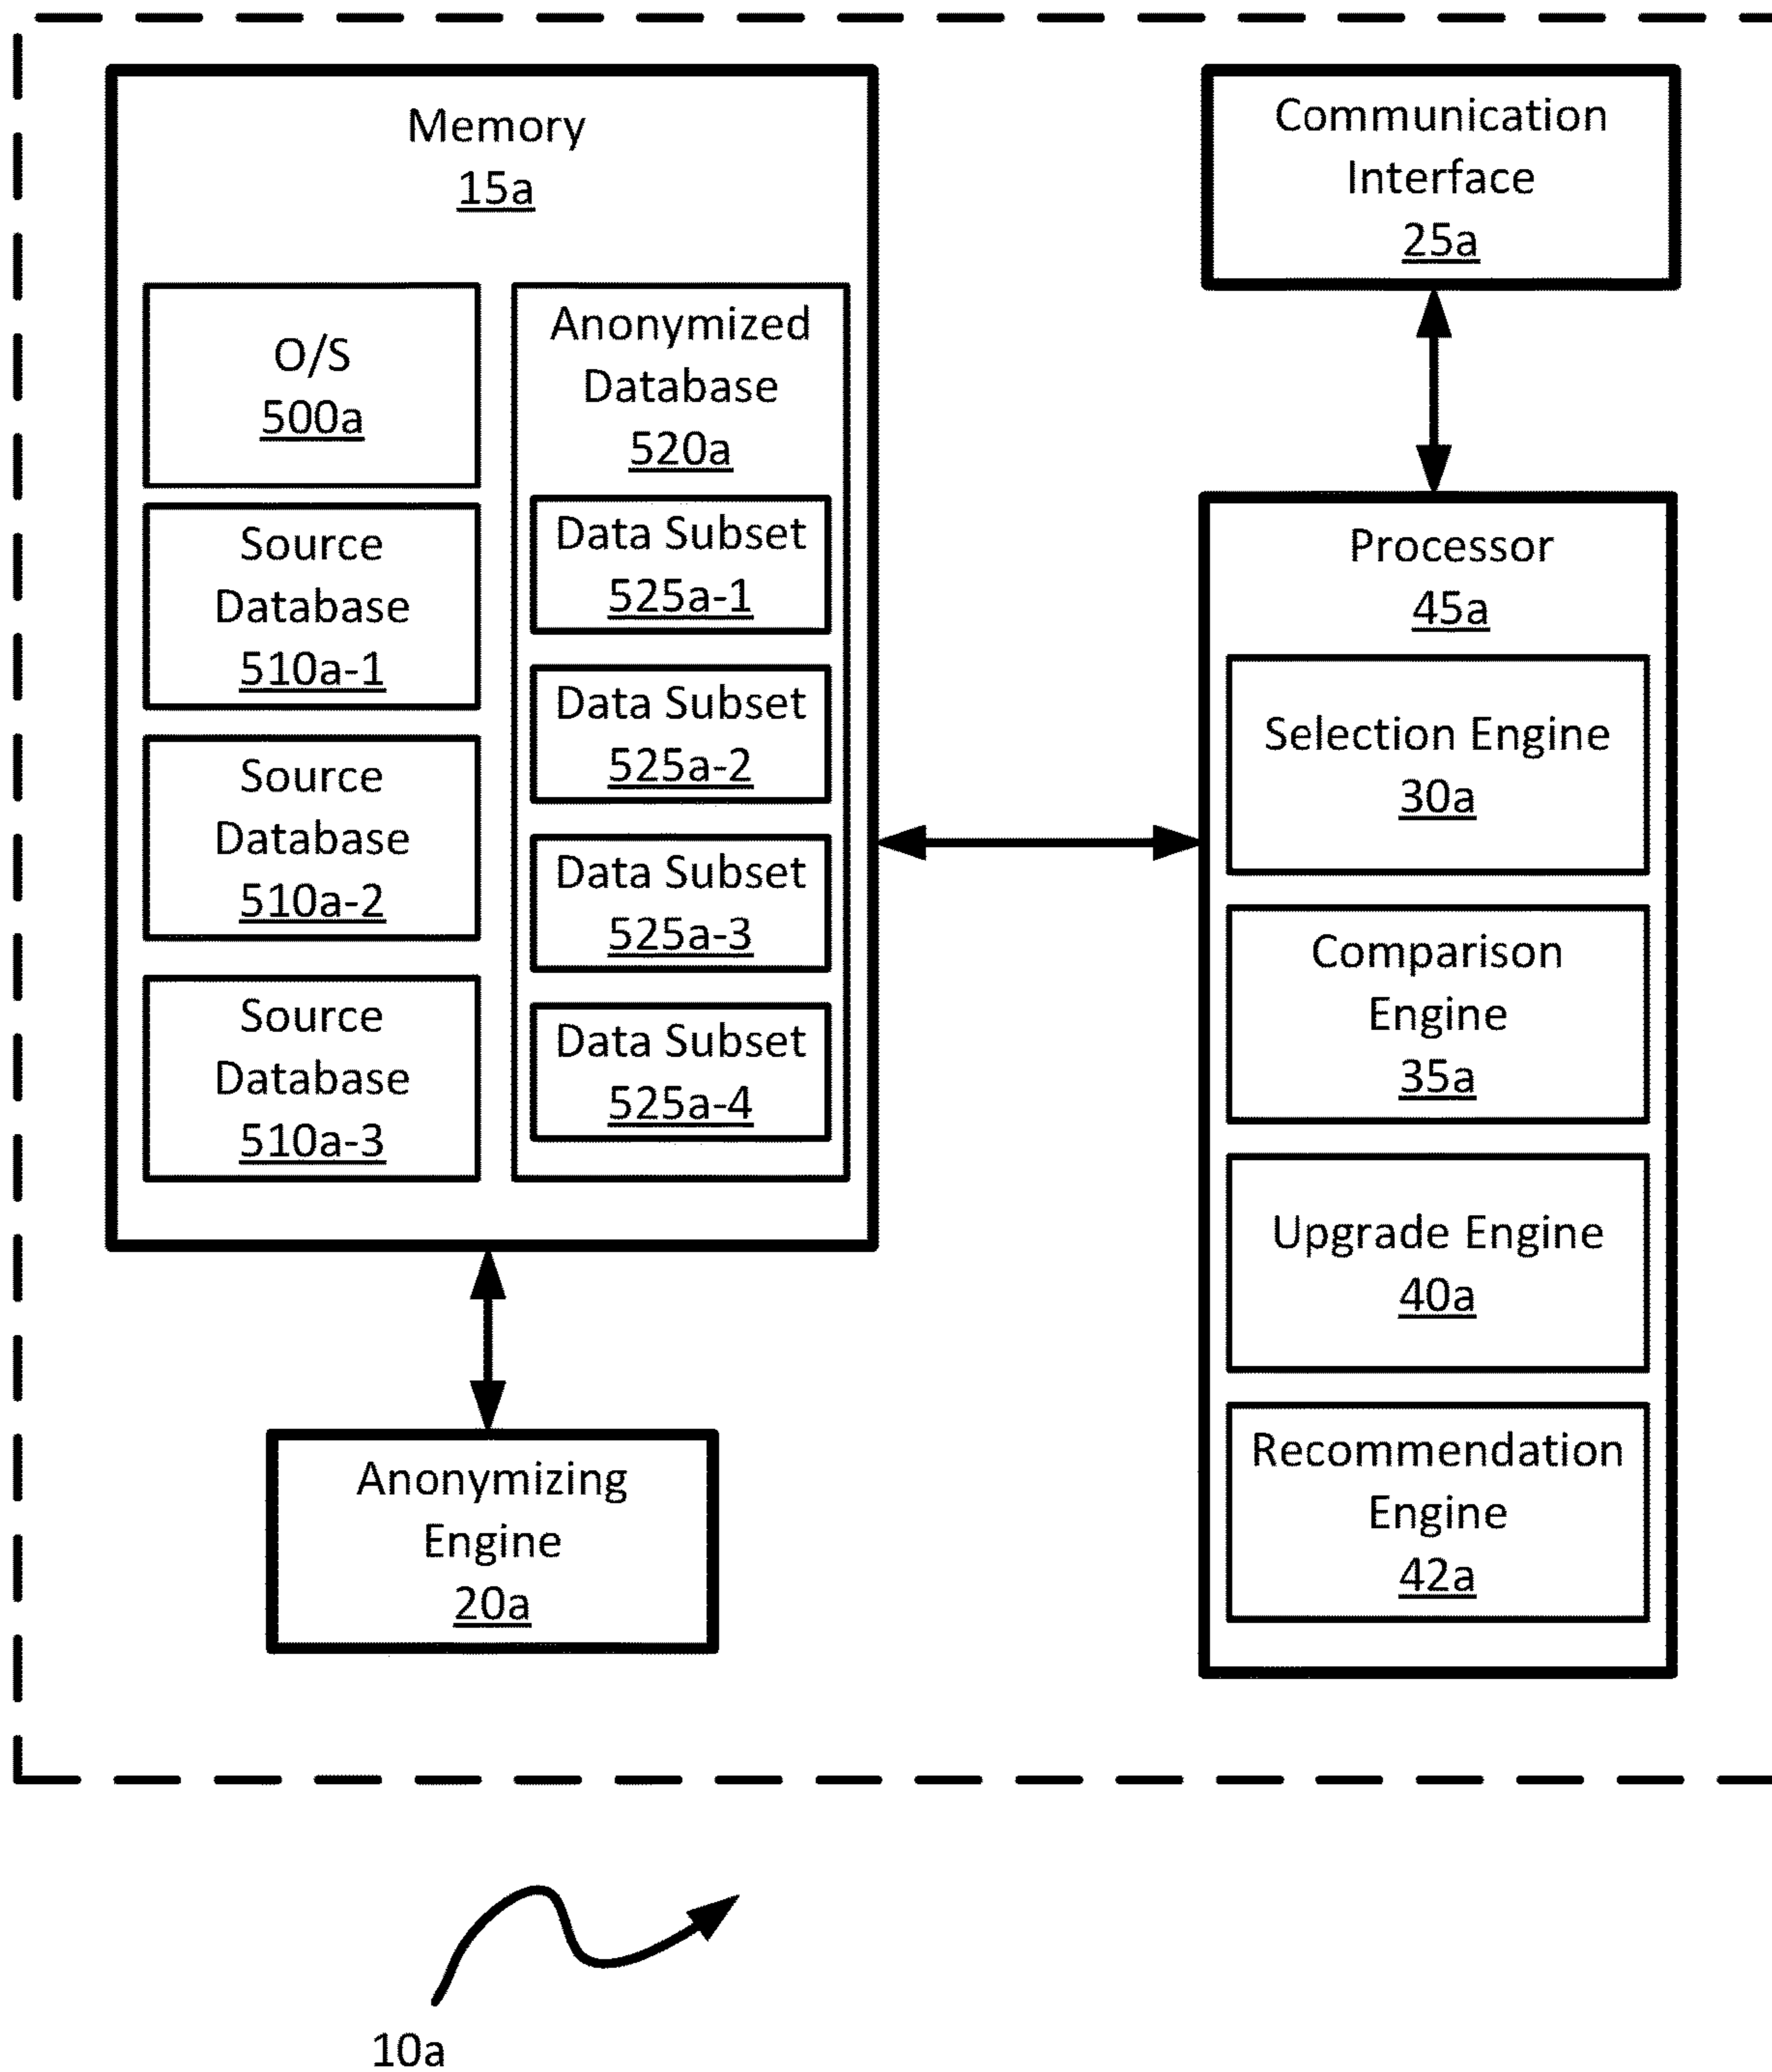 Memory
15a
O/S
500a
Source
Database
510a-1
Source
Database
510a-2
Source
Database
510a-3
Anonymized
Database
520a
Data Subset
525a-1
Data Subset
525a-2
Data Subset
525a-3
Data Subset
525a-4
Anonymizing
Engine
20a
Communication
Interface
25a
Processor
45a
Selection Engine
30a
Comparison
Engine
35a
Upgrade Engine
40a
Recommendation
Engine
42a
10a